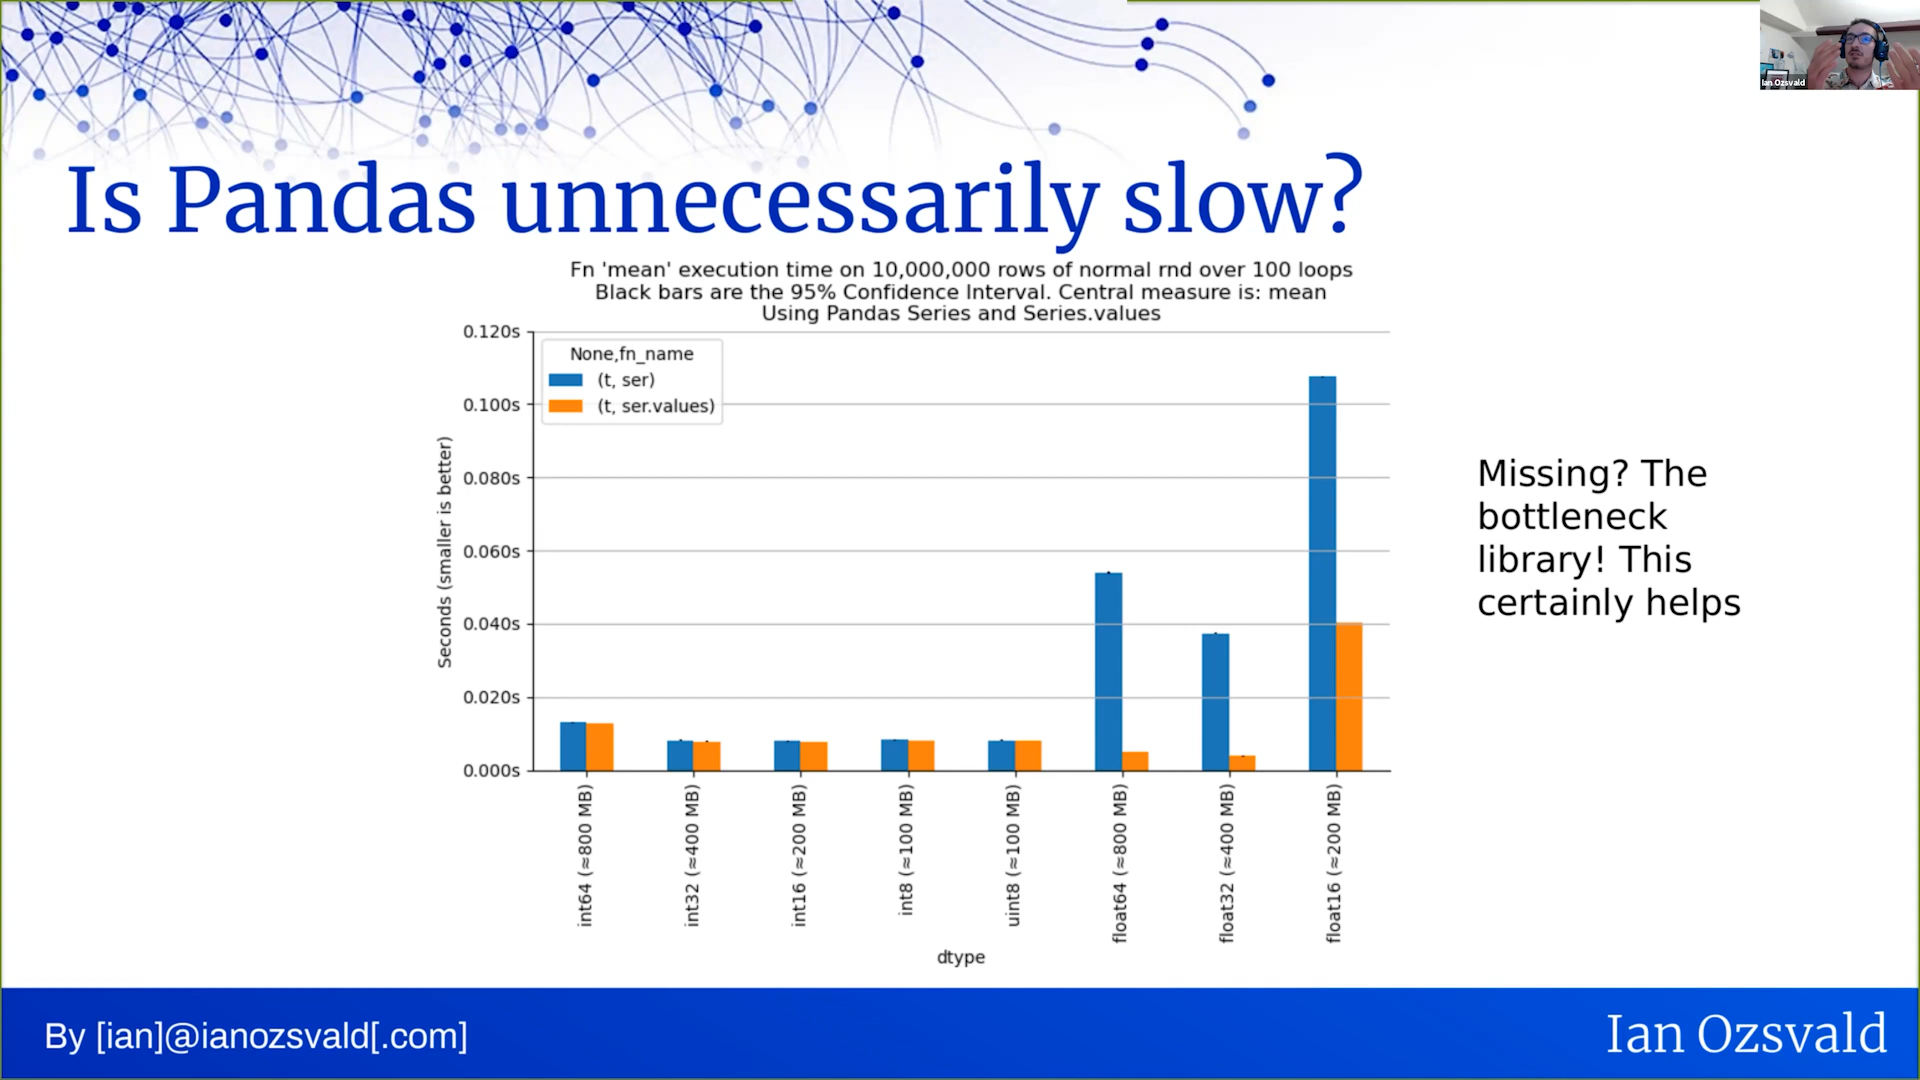 Ian Ozsvald
Is Pandas unnecessarily slow?
Fn 'mean' execution time on 10,000,000 rows of normal rnd over 100 loops
Black bars are the 95% Confidence Interval. Central measure is: mean
Using Pandas Series and Series.values
None,fn_name
(t, ser)
(t, ser.values)
Seconds (smaller is better)
0.120s
0.100s
0.080s
0.060s
0.040s
0.020s
0.000s
int64 (≈800 MB)
int32 (≈400 MB)
int16 (≈200 MB)
int8 (≈100 MB)
uint8 (≈100 MB)
float64 (≈800 MB)
float32 (≈400 MB)
float16 (≈200 MB)
dtype
Missing? The
bottleneck
library! This
certainly helps
By [ian]@ianozsvald[.com]
Ian Ozsvald